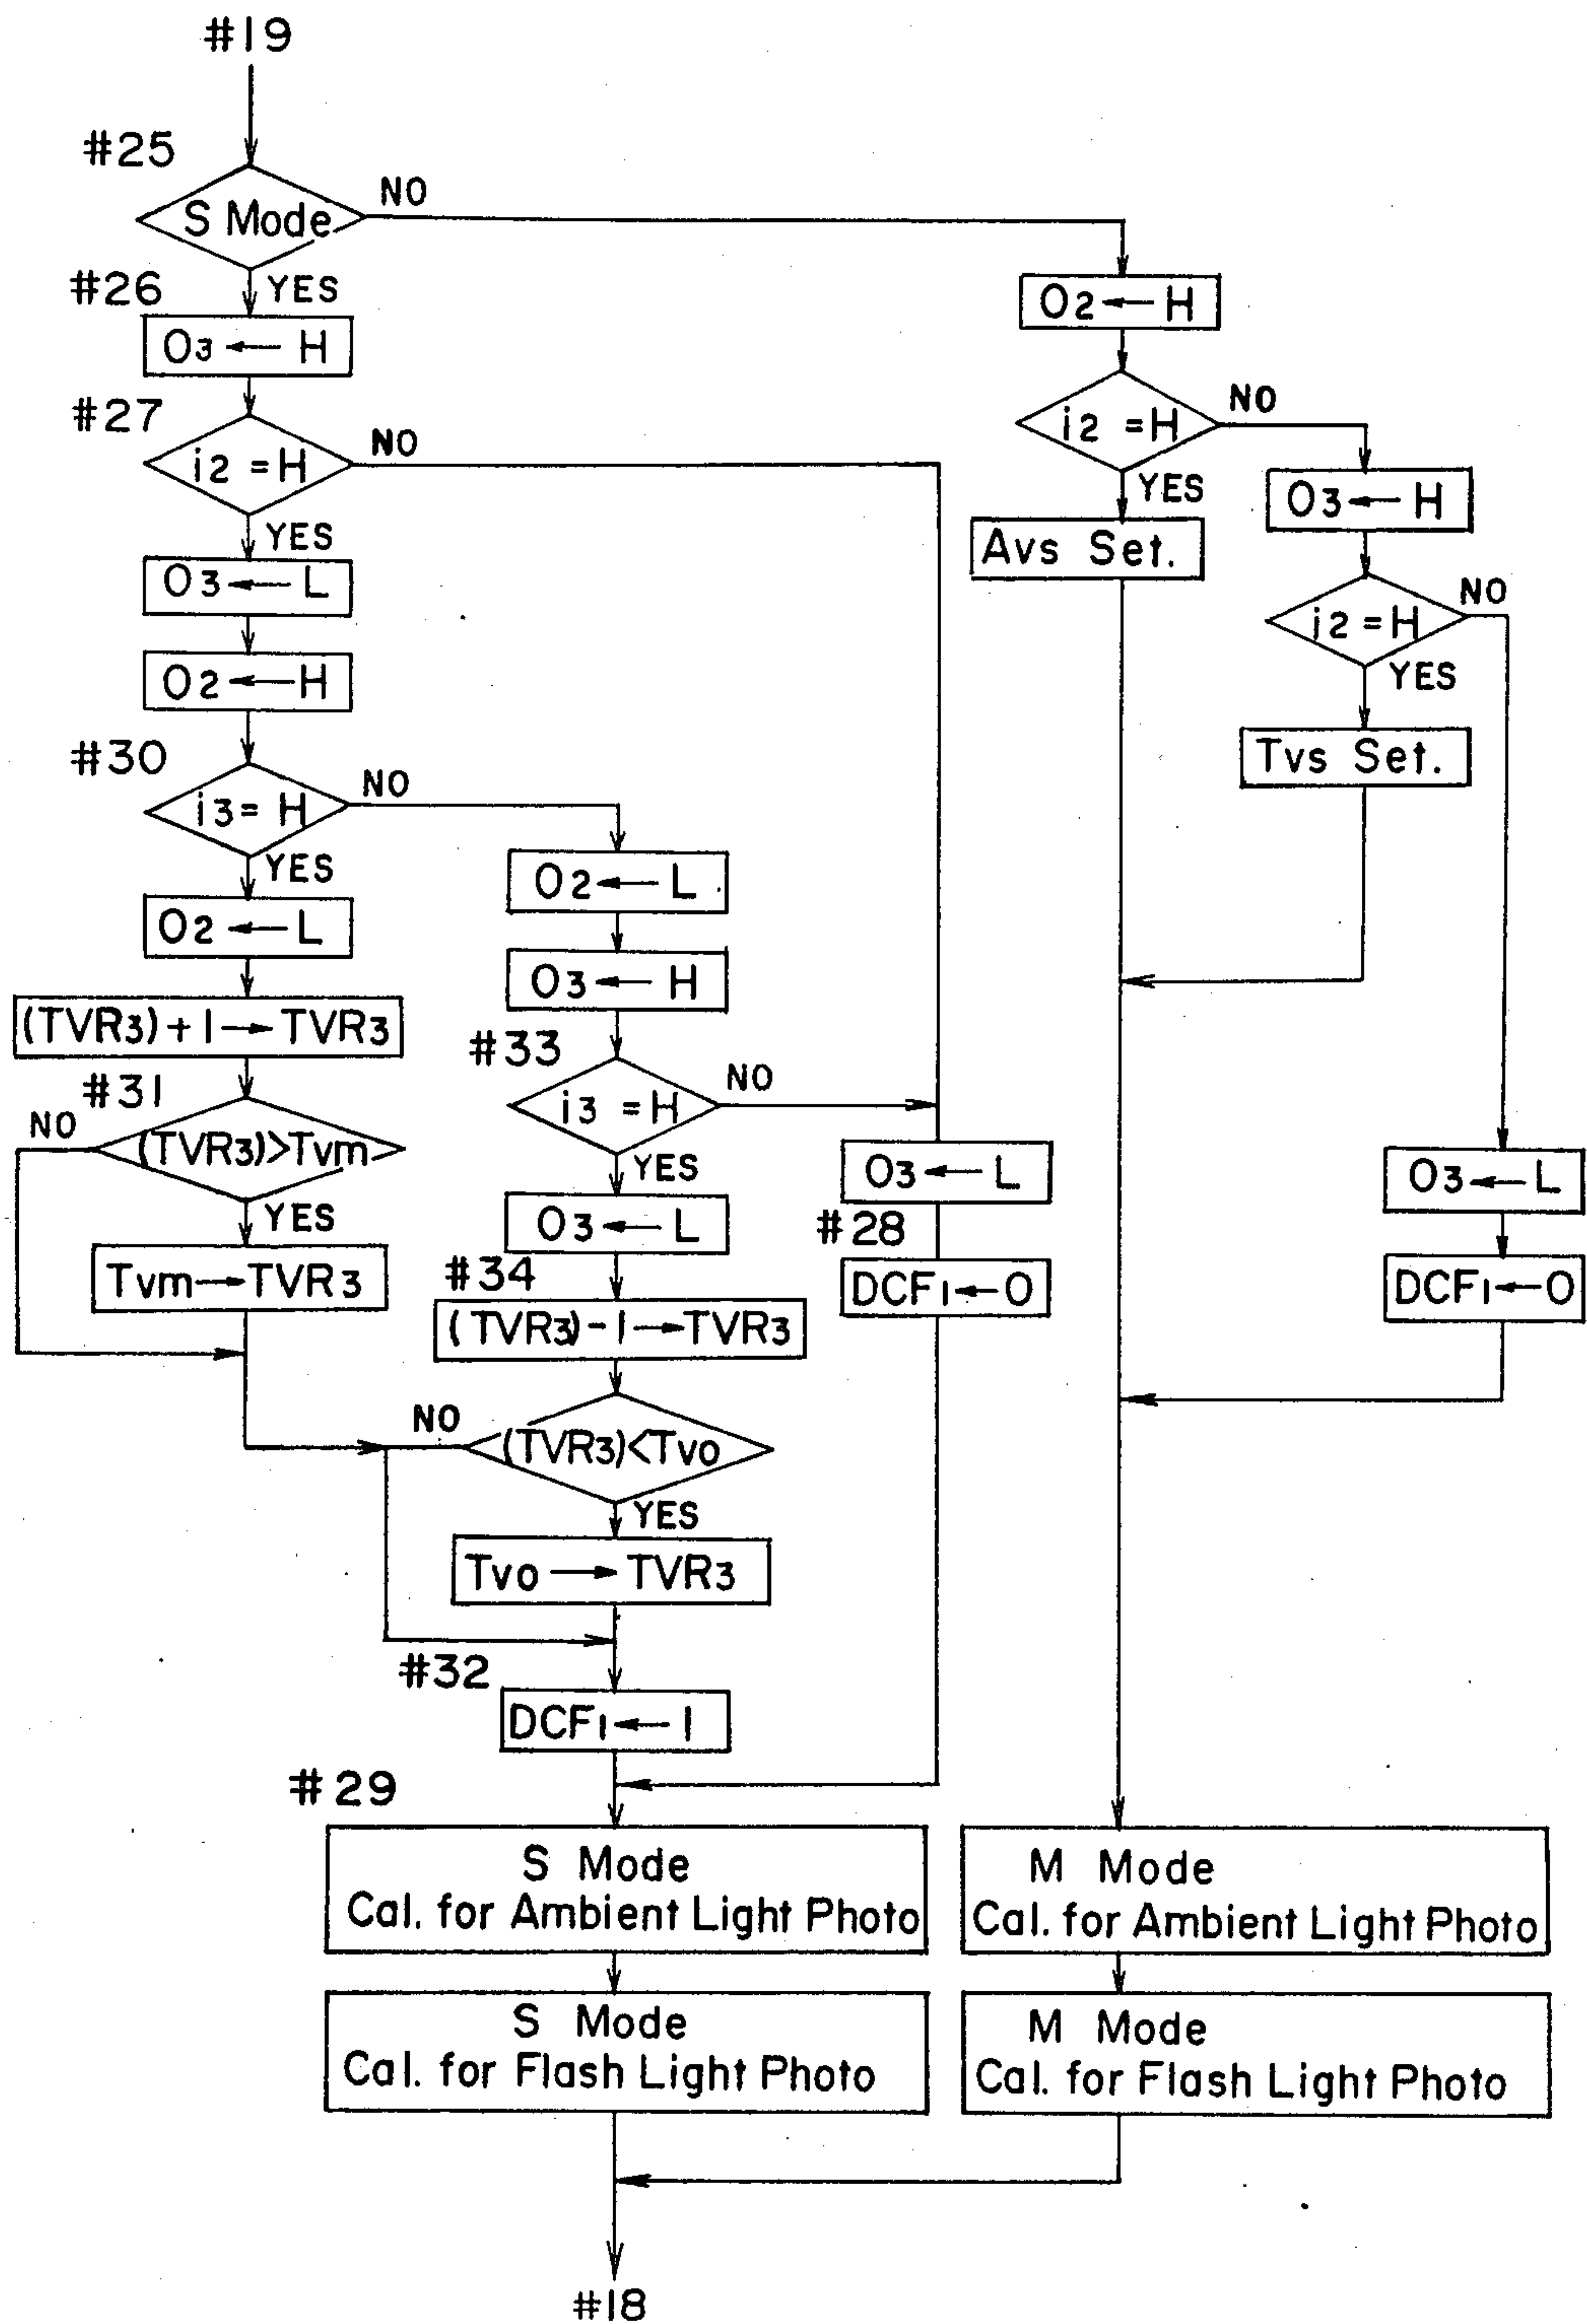 #19
#25
S Mode
NO
YES
#26
O3 ← H
#27
i2 = H
NO
YES
O3 ← L
O2 ← H
#30
i3 = H
NO
YES
O2 ← L
(TVR3) + 1 → TVR3
#31
NO
(TVR3) > Tvm
YES
Tvm → TVR3
O2 ← L
O3 ← H
#33
i3 = H
NO
YES
O3 ← L
#34
(TVR3) - 1 → TVR3
NO
(TVR3) < Tvo
YES
Tvo → TVR3
#32
DCF1 ← 1
O3 ← L
#28
DCF1 ← 0
#29
S Mode
Cal. for Ambient Light Photo
S Mode
Cal. for Flash Light Photo
O2 ← H
i2 = H
NO
YES
Avs Set.
O3 ← H
i2 = H
NO
YES
Tvs Set.
O3 ← L
DCF1 ← 0
M Mode
Cal. for Ambient Light Photo
M Mode
Cal. for Flash Light Photo
#18